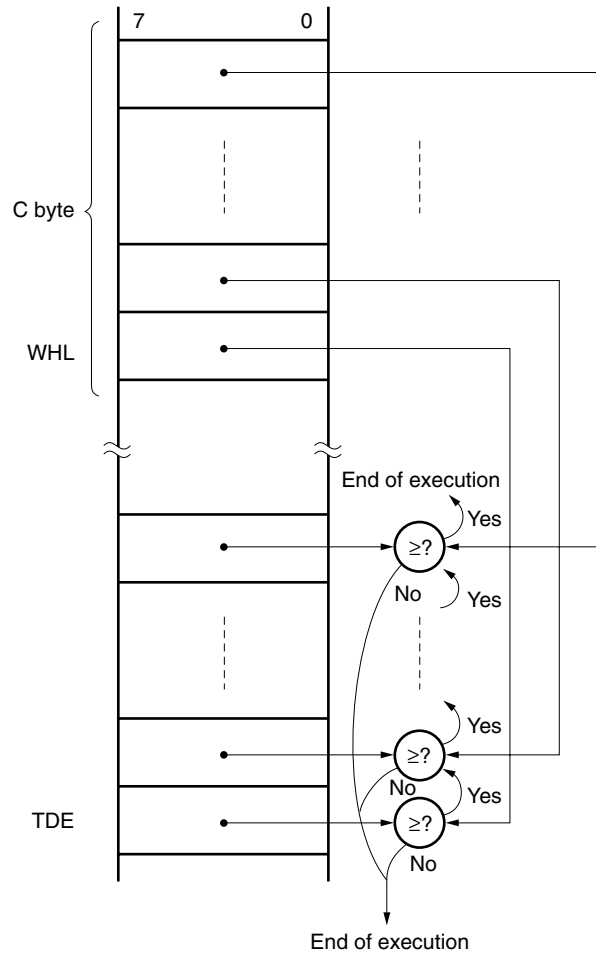 7 0
C byte
WHL
End of execution
Yes
≥?
No
Yes
Yes
≥?
No
Yes
TDE
≥?
No
End of execution